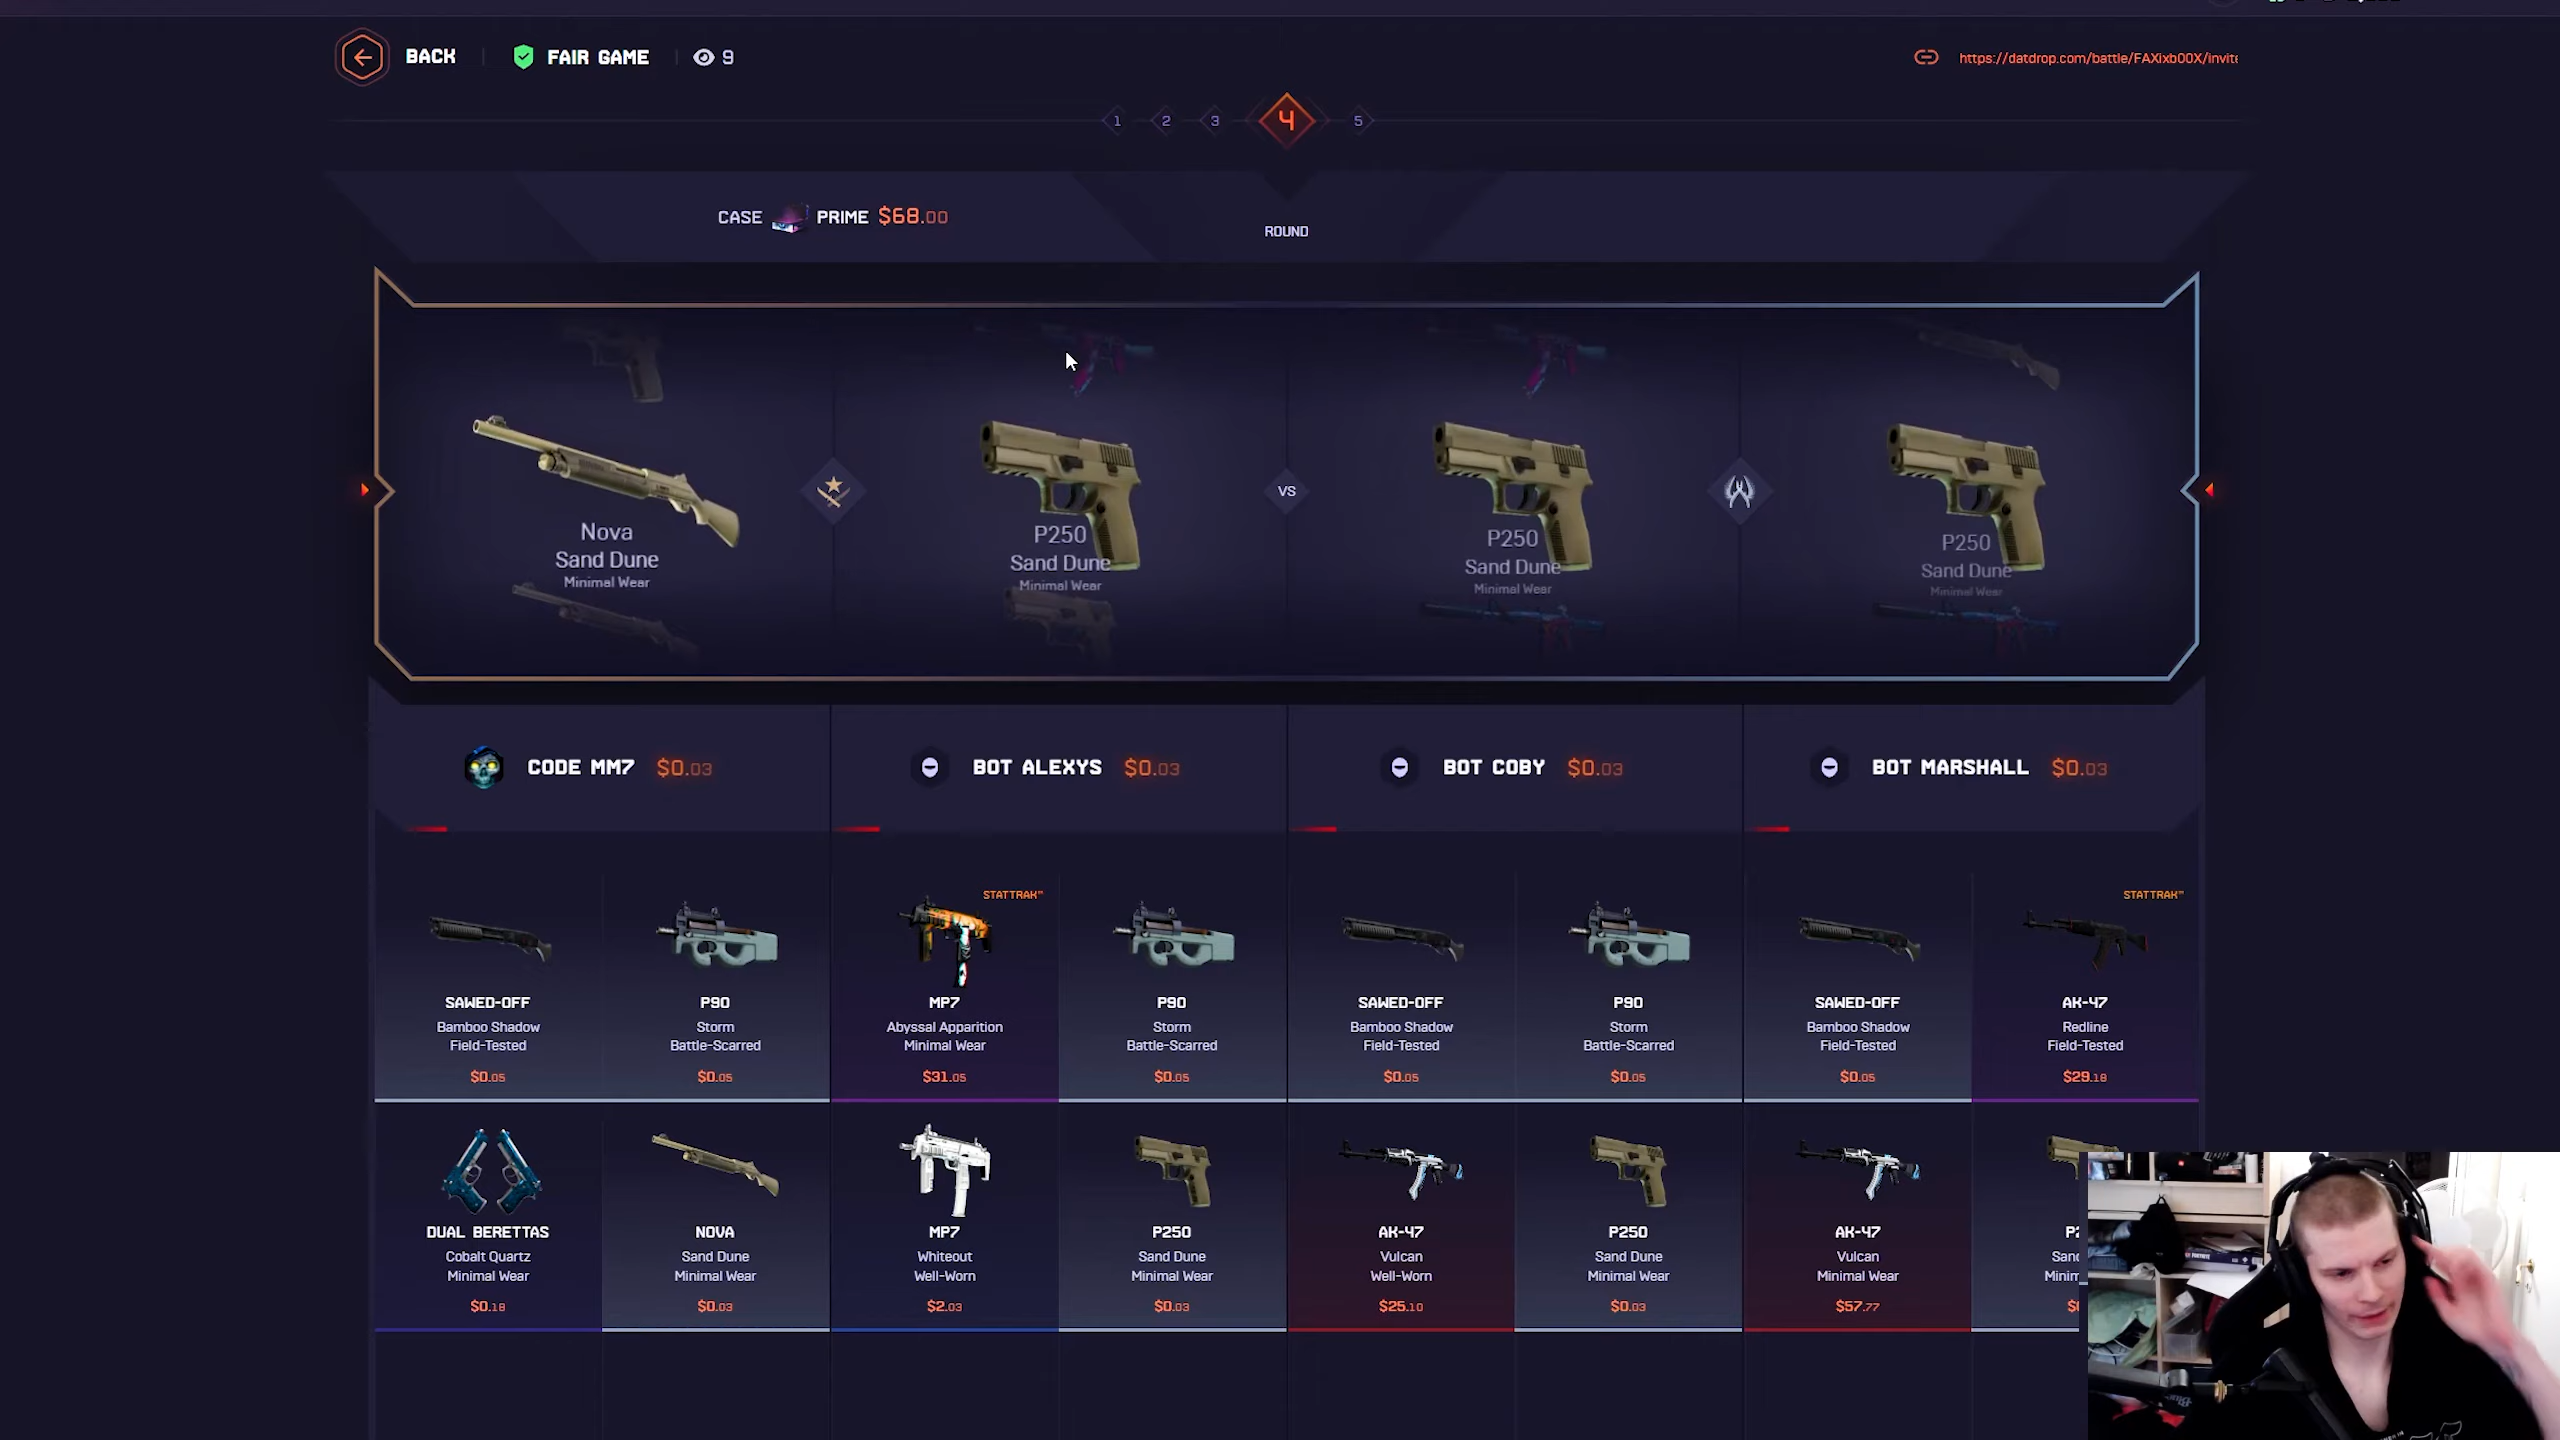 BACK
FAIR GAME
9
https://datdrop.com/battle/FAXixb00X/invite
1
2
3
4
5
CASE
PRIME $68.00
ROUND
Nova
Sand Dune
Minimal Wear
P250
Sand Dune
Minimal Wear
VS
P250
Sand Dune
Minimal Wear
P250
Sand Dune
Minimal Wear
CODE MM7 $0.03
BOT ALEXYS $0.03
BOT COBY $0.03
BOT MARSHALL $0.03
SAWED-OFF
Bamboo Shadow
Field-Tested
$0.05
P90
Storm
Battle-Scarred
$0.05
STATTRAK™
MP7
Abyssal Apparition
Minimal Wear
$31.05
P90
Storm
Battle-Scarred
$0.05
SAWED-OFF
Bamboo Shadow
Field-Tested
$0.05
P90
Storm
Battle-Scarred
$0.05
SAWED-OFF
Bamboo Shadow
Field-Tested
$0.05
STATTRAK™
AK-47
Redline
Field-Tested
$29.18
DUAL BERETTAS
Cobalt Quartz
Minimal Wear
$0.18
NOVA
Sand Dune
Minimal Wear
$0.03
MP7
Whiteout
Well-Worn
$2.03
P250
Sand Dune
Minimal Wear
$0.03
AK-47
Vulcan
Well-Worn
$25.10
P250
Sand Dune
Minimal Wear
$0.03
AK-47
Vulcan
Minimal Wear
$57.77